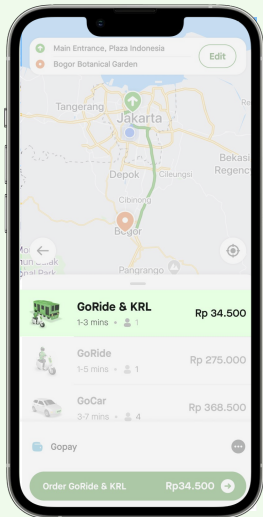 Main Entrance, Plaza Indonesia
Bogor Botanical Garden
Edit
Tangerang
Jakarta
Bekasi
Regenc
Depok
Cileungsi
Cibinong
Bogor
Pangrango
GoRide & KRL
Rp 34.500
1-3 mins • 1
GoRide
Rp 275.000
1-5 mins • 1
GoCar
Rp 368.500
3-7 mins • 4
Gopay
Order GoRide & KRL
Rp34.500